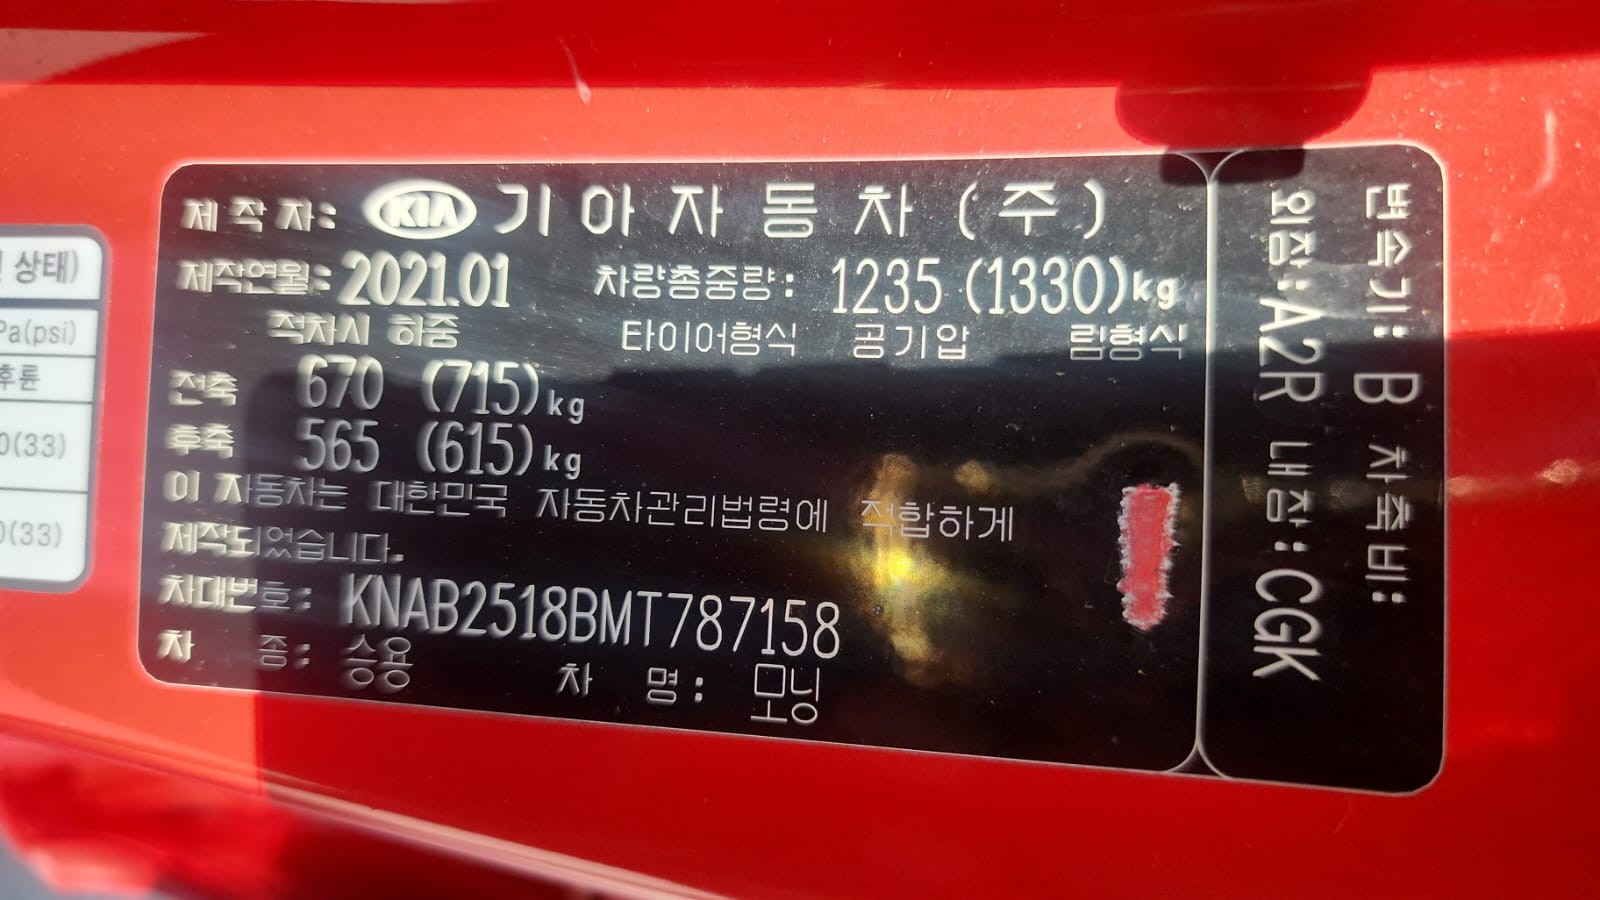 상태)
Pa(psi)
후륜
0(33)
0(33)
제작자: KIA 기아자동차(주)
제작연월: 2021.01 차량총중량: 1235 (1330)kg
적차시 하중 타이어형식 공기압 림형식
전축 670 (715)kg
후축 565 (615)kg
이 자동차는 대한민국 자동차관리법령에 적합하게
제작되었습니다.
차대번호: KNAB2518BMT787158
차 종: 승용 차 명: 모닝
변속기: B 차축비:
외장: A2R 내장: CGK